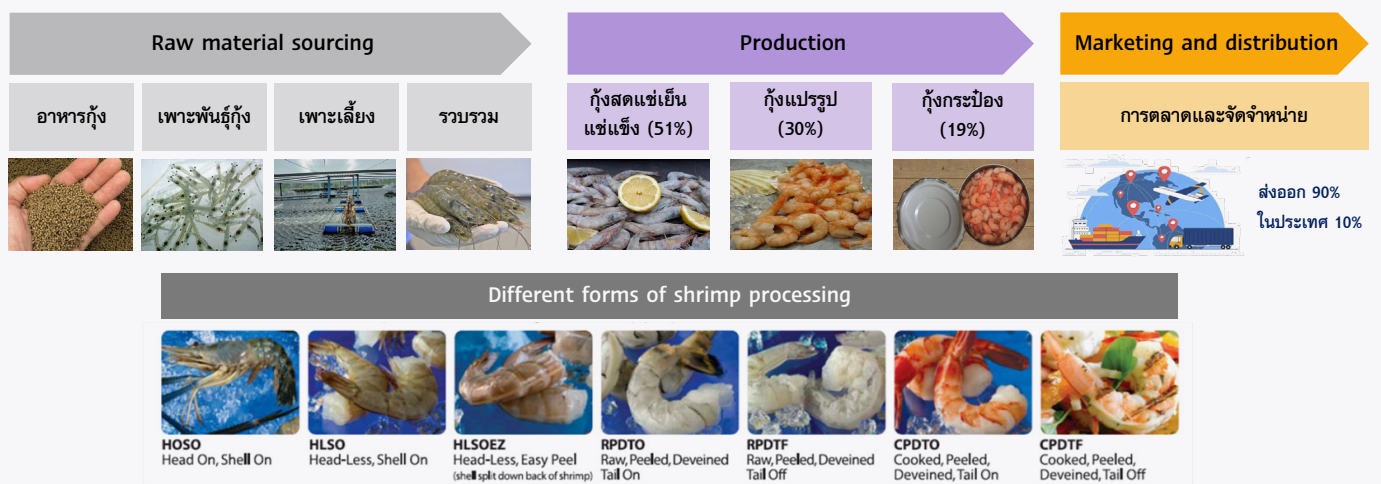 Raw material sourcing
Production
Marketing and distribution
อาหารกุ้ง
เพาะพันธุ์กุ้ง
เพาะเลี้ยง
รวบรวม
กุ้งสดแช่เย็น
แช่แข็ง (51%)
กุ้งแปรรูป
(30%)
กุ้งกระป๋อง
(19%)
การตลาดและจัดจำหน่าย
ส่งออก 90%
ในประเทศ 10%
Different forms of shrimp processing
HOSO
Head On, Shell On
HLSO
Head-Less, Shell On
HLSOEZ
Head-Less, Easy Peel
(shell split down back of shrimp)
RPDTO
Raw, Peeled, Deveined
Tail On
RPDTF
Raw, Peeled, Deveined
Tail Off
CPDTO
Cooked, Peeled,
Deveined, Tail On
CPDTF
Cooked, Peeled,
Deveined, Tail Off